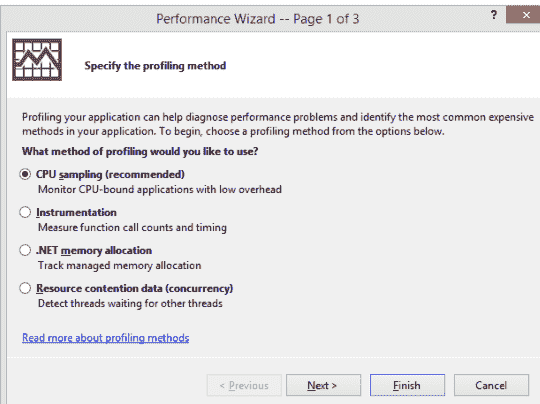 Performance Wizard -- Page 1 of 3
?
x
Specify the profiling method
Profiling your application can help diagnose performance problems and identify the most common expensive
methods in your application. To begin, choose a profiling method from the options below.
What method of profiling would you like to use?
CPU sampling (recommended)
Monitor CPU-bound applications with low overhead
Instrumentation
Measure function call counts and timing
.NET memory allocation
Track managed memory allocation
Resource contention data (concurrency)
Detect threads waiting for other threads
Read more about profiling methods
< Previous Next > Finish Cancel